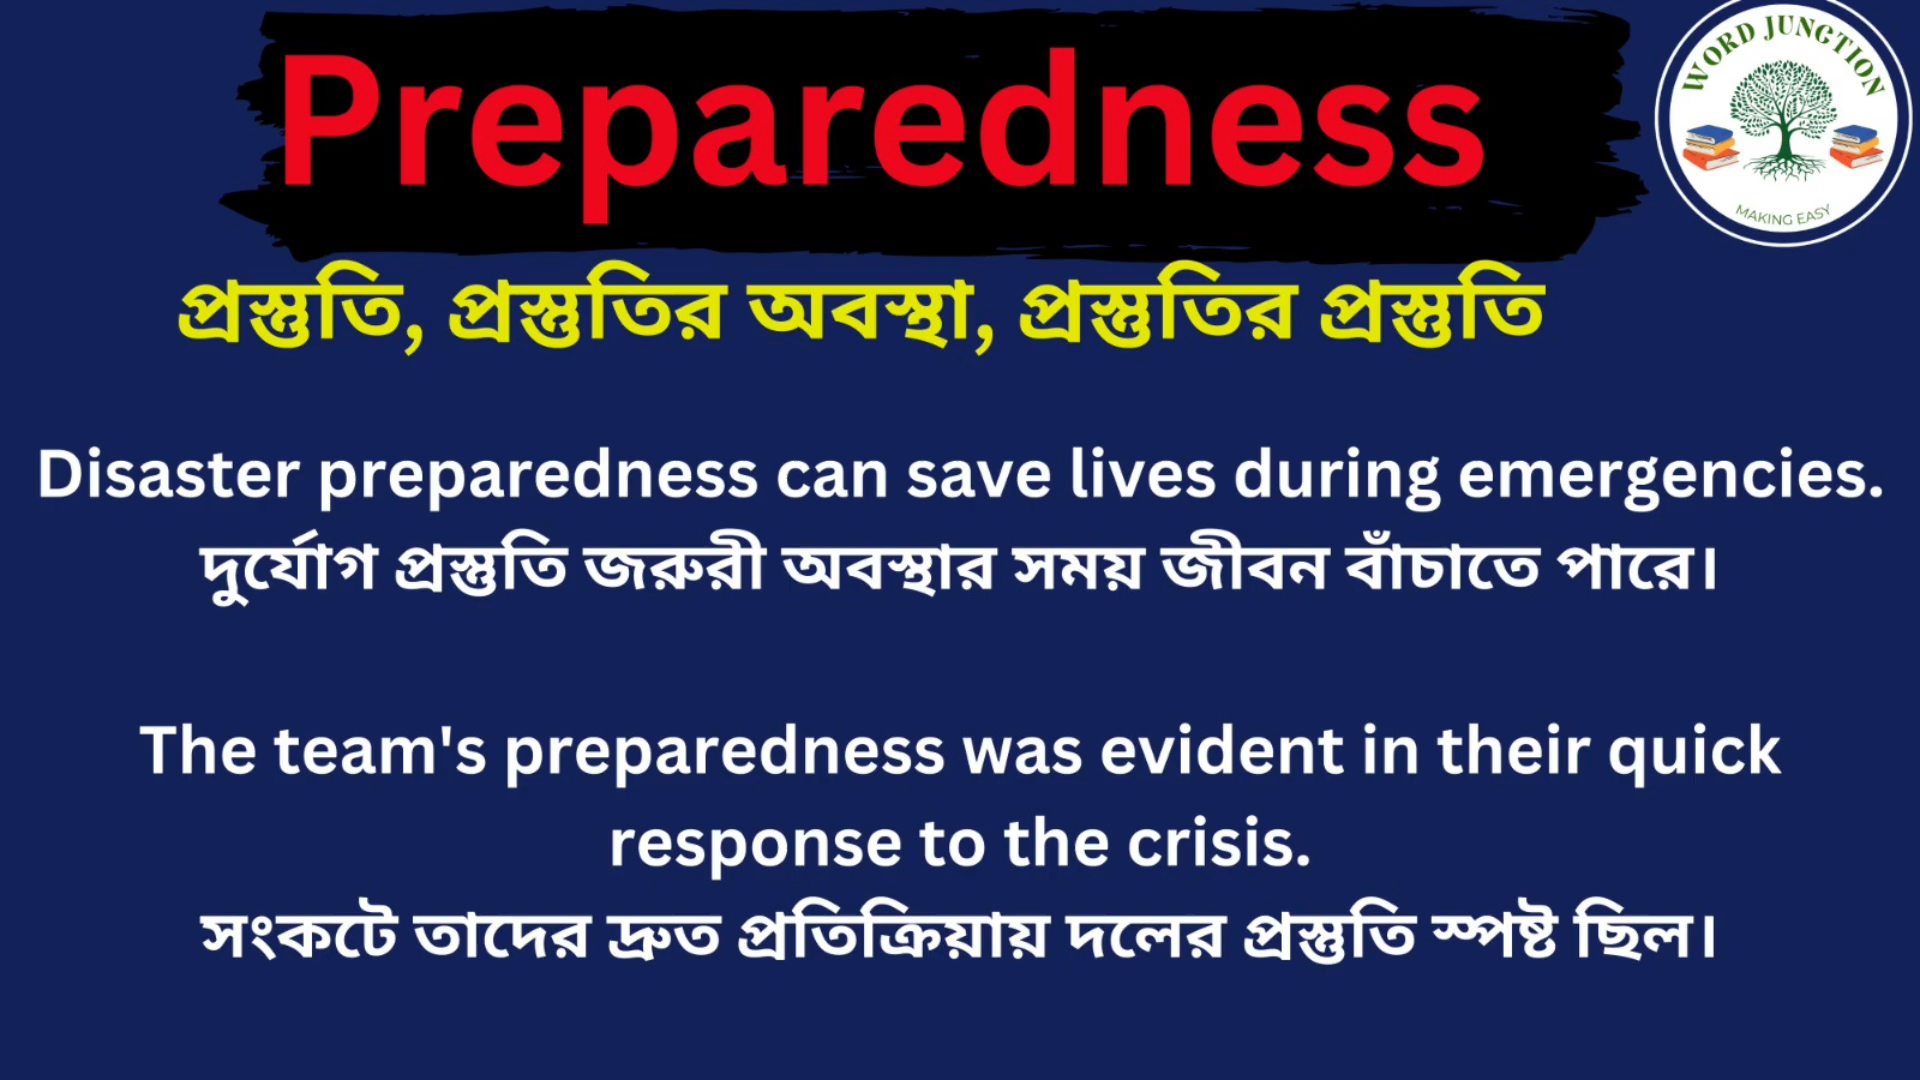 Preparedness
WORD JUNCTION
MAKING EASY
প্রস্তুতি, প্রস্তুতির অবস্থা, প্রস্তুতির প্রস্তুতি
Disaster preparedness can save lives during emergencies.
দুর্যোগ প্রস্তুতি জরুরী অবস্থার সময় জীবন বাঁচাতে পারে।
The team's preparedness was evident in their quick
response to the crisis.
সংকটে তাদের দ্রুত প্রতিক্রিয়ায় দলের প্রস্তুতি স্পষ্ট ছিল।